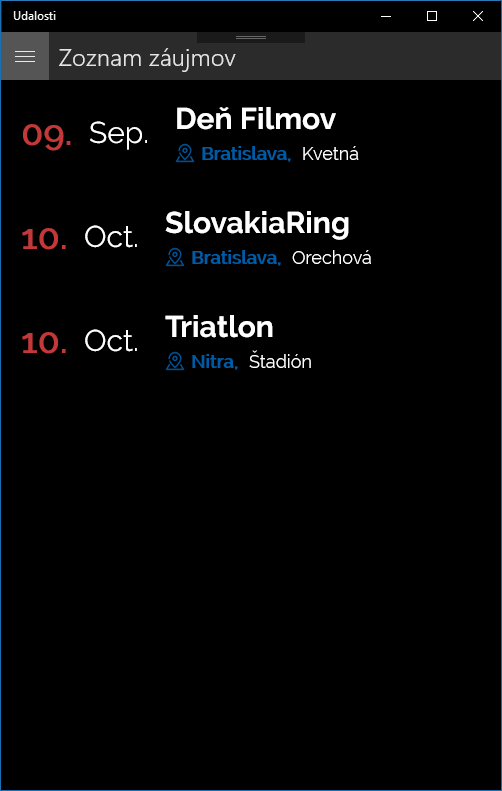 Udalosti
Zoznam záujmov
09. Sep.
Deň Filmov
Bratislava, Kvetná
10. Oct.
SlovakiaRing
Bratislava, Orechová
10. Oct.
Triatlon
Nitra, Štadión